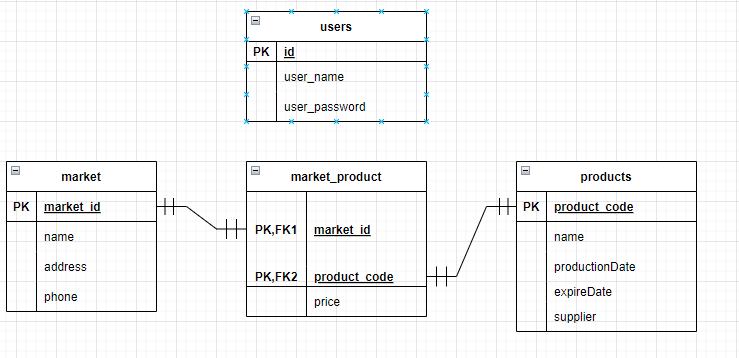 users
PK id
user_name
user_password
market
PK market_id
name
address
phone
market_product
PK,FK1 market_id
PK,FK2 product_code
price
products
PK product_code
name
productionDate
expireDate
supplier